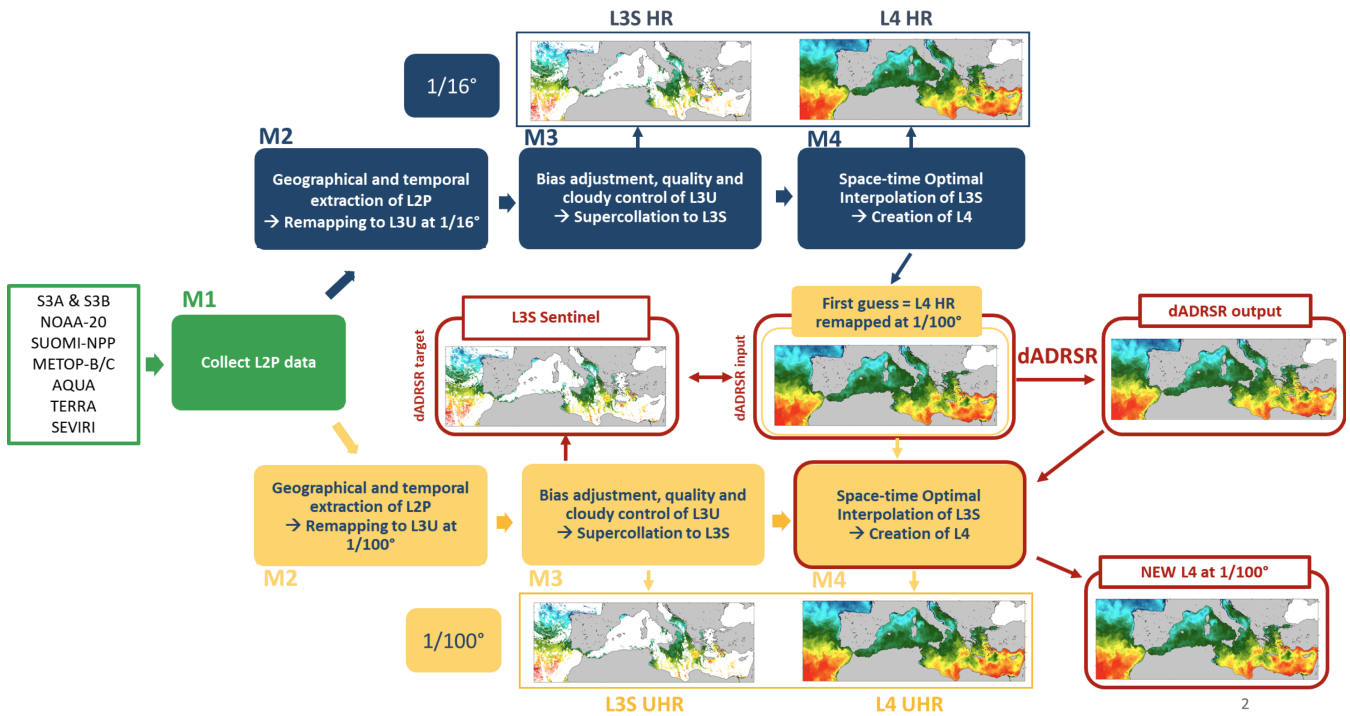 L3S HR
L4 HR
1/16°
M2
Geographical and temporal
extraction of L2P
→ Remapping to L3U at 1/16°
M3
Bias adjustment, quality and
cloudy control of L3U
→ Supercollation to L3S
M4
Space-time Optimal
Interpolation of L3S
→ Creation of L4
S3A & S3B
NOAA-20
SUOMI-NPP
METOP-B/C
AQUA
TERRA
SEVIRI
M1
Collect L2P data
dADRSR target
L3S Sentinel
dADRSR input
First guess = L4 HR
remapped at 1/100°
dADRSR
dADRSR output
Geographical and temporal
extraction of L2P
→ Remapping to L3U at
1/100°
M2
Bias adjustment, quality and
cloudy control of L3U
→ Supercollation to L3S
M3
Space-time Optimal
Interpolation of L3S
→ Creation of L4
M4
NEW L4 at 1/100°
1/100°
L3S UHR
L4 UHR
2